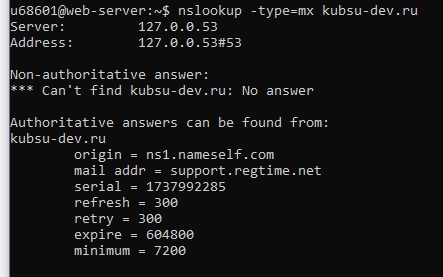 u68601@web-server:~$ nslookup -type=mx kubsu-dev.ru
Server:         127.0.0.53
Address:        127.0.0.53#53
Non-authoritative answer:
*** Can't find kubsu-dev.ru: No answer
Authoritative answers can be found from:
kubsu-dev.ru
        origin = ns1.nameself.com
        mail addr = support.regtime.net
        serial = 1737992285
        refresh = 300
        retry = 300
        expire = 604800
        minimum = 7200